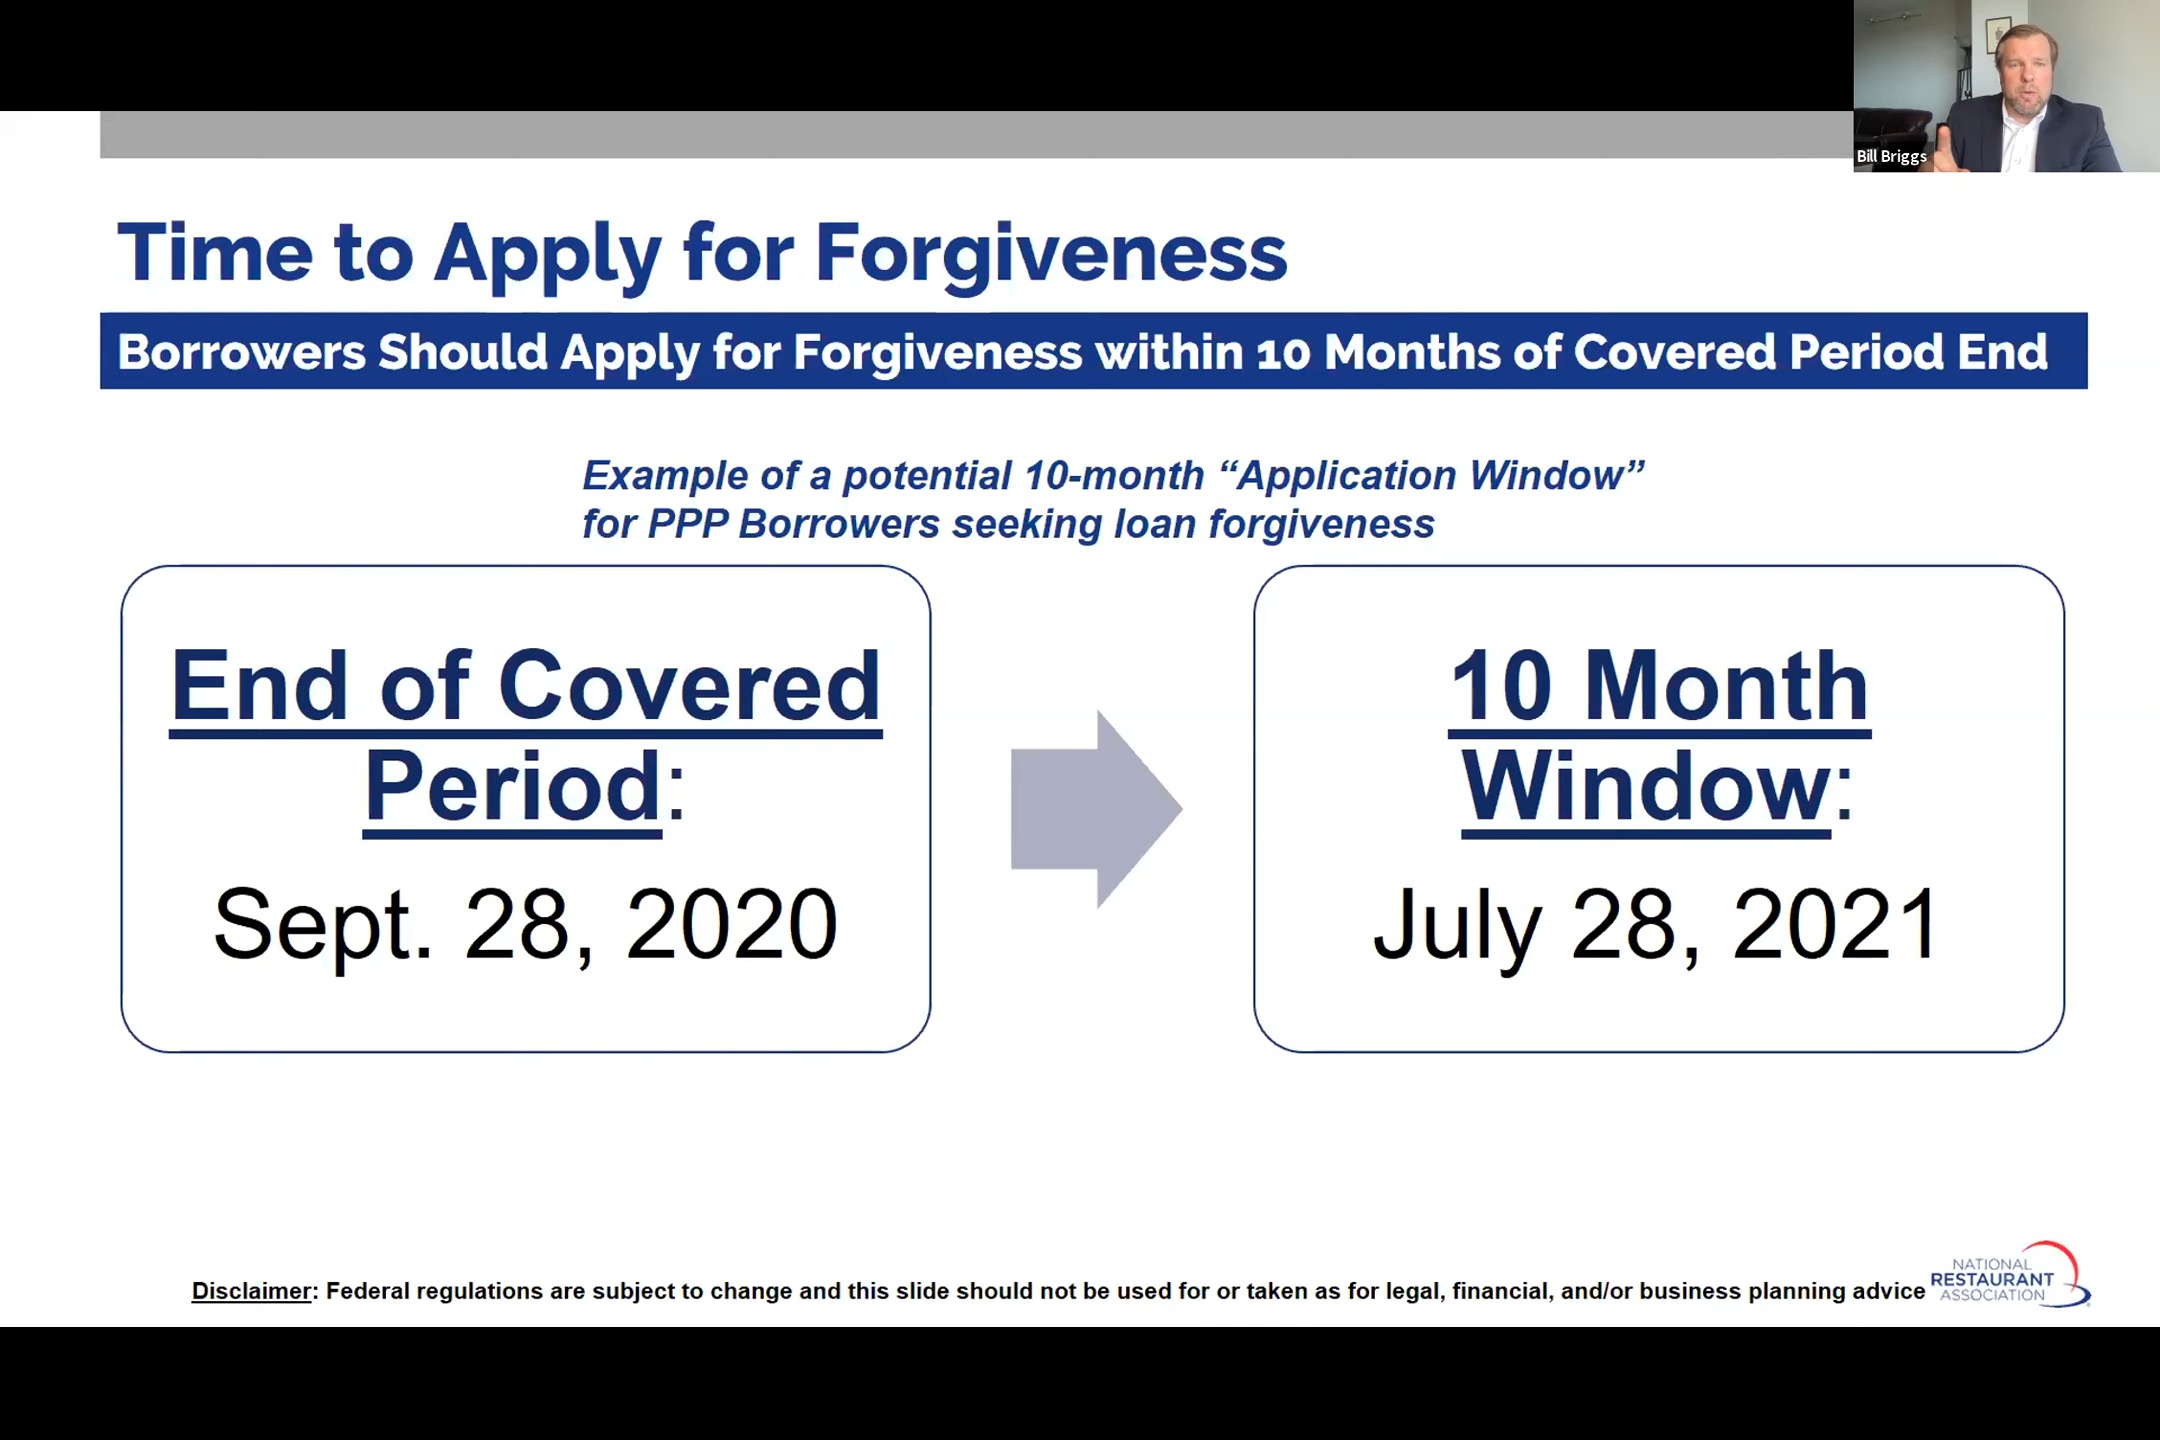 Bill Briggs
Time to Apply for Forgiveness
Borrowers Should Apply for Forgiveness within 10 Months of Covered Period End
Example of a potential 10-month “Application Window”
for PPP Borrowers seeking loan forgiveness
End of Covered
Period:
Sept. 28, 2020
10 Month
Window:
July 28, 2021
Disclaimer: Federal regulations are subject to change and this slide should not be used for or taken as for legal, financial, and/or business planning advice
NATIONAL
RESTAURANT
ASSOCIATION